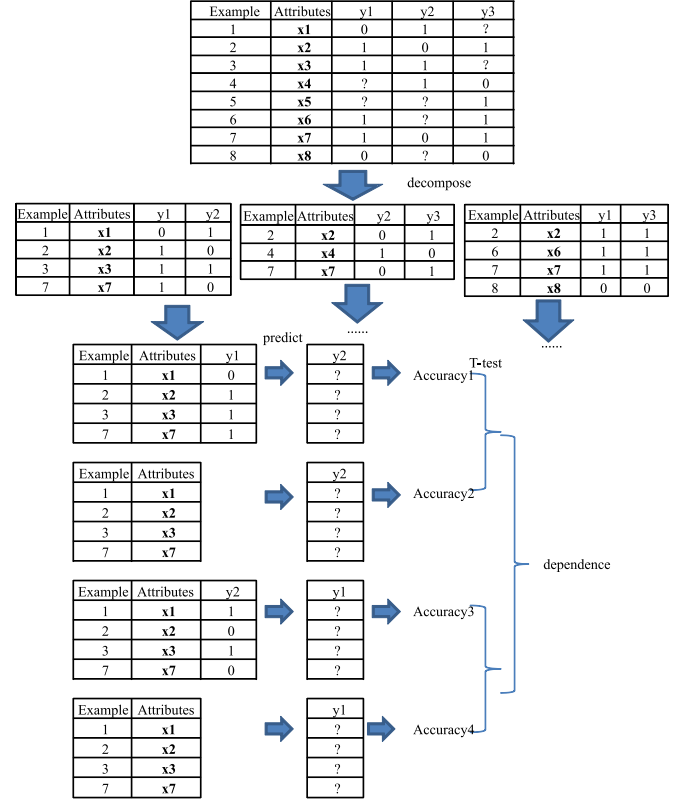 Example Attributes y1 y2 y3
1 x1 0 1 ?
2 x2 1 0 1
3 x3 1 1 ?
4 x4 ? 1 0
5 x5 ? ? 1
6 x6 1 ? 1
7 x7 1 0 1
8 x8 0 ? 0
decompose
Example Attributes y1 y2
1 x1 0 1
2 x2 1 0
3 x3 1 1
7 x7 1 0
Example Attributes y2 y3
2 x2 0 1
4 x4 1 0
7 x7 0 1
Example Attributes y1 y3
2 x2 1 1
6 x6 1 1
7 x7 1 1
8 x8 0 0
......
......
predict
T-test
Example Attributes y1
1 x1 0
2 x2 1
3 x3 1
7 x7 1
y2
?
?
?
?
Accuracy1
Example Attributes
1 x1
2 x2
3 x3
7 x7
y2
?
?
?
?
Accuracy2
dependence
Example Attributes y2
1 x1 1
2 x2 0
3 x3 1
7 x7 0
y1
?
?
?
?
Accuracy3
Example Attributes
1 x1
2 x2
3 x3
7 x7
y1
?
?
?
?
Accuracy4